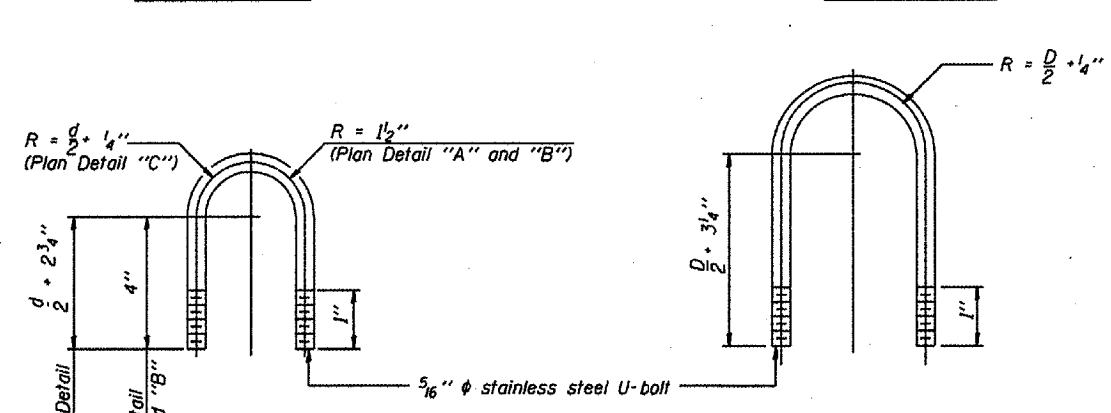 R = d/2 + 1/4"
(Plan Detail "C")
R = 1 1/2"
(Plan Detail "A" and "B")
R = D/2 + 1/4"
d/2 + 2 3/4"
4"
1"
D/2 + 3 1/4"
1"
5/16" φ stainless steel U-bolt
Detail
"B"